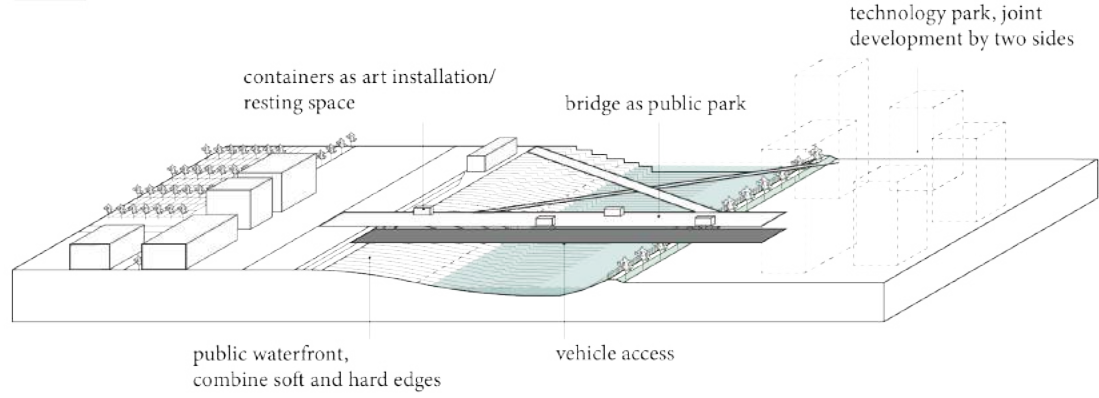 technology park, joint
development by two sides
containers as art installation/
resting space
bridge as public park
public waterfront,
combine soft and hard edges
vehicle access